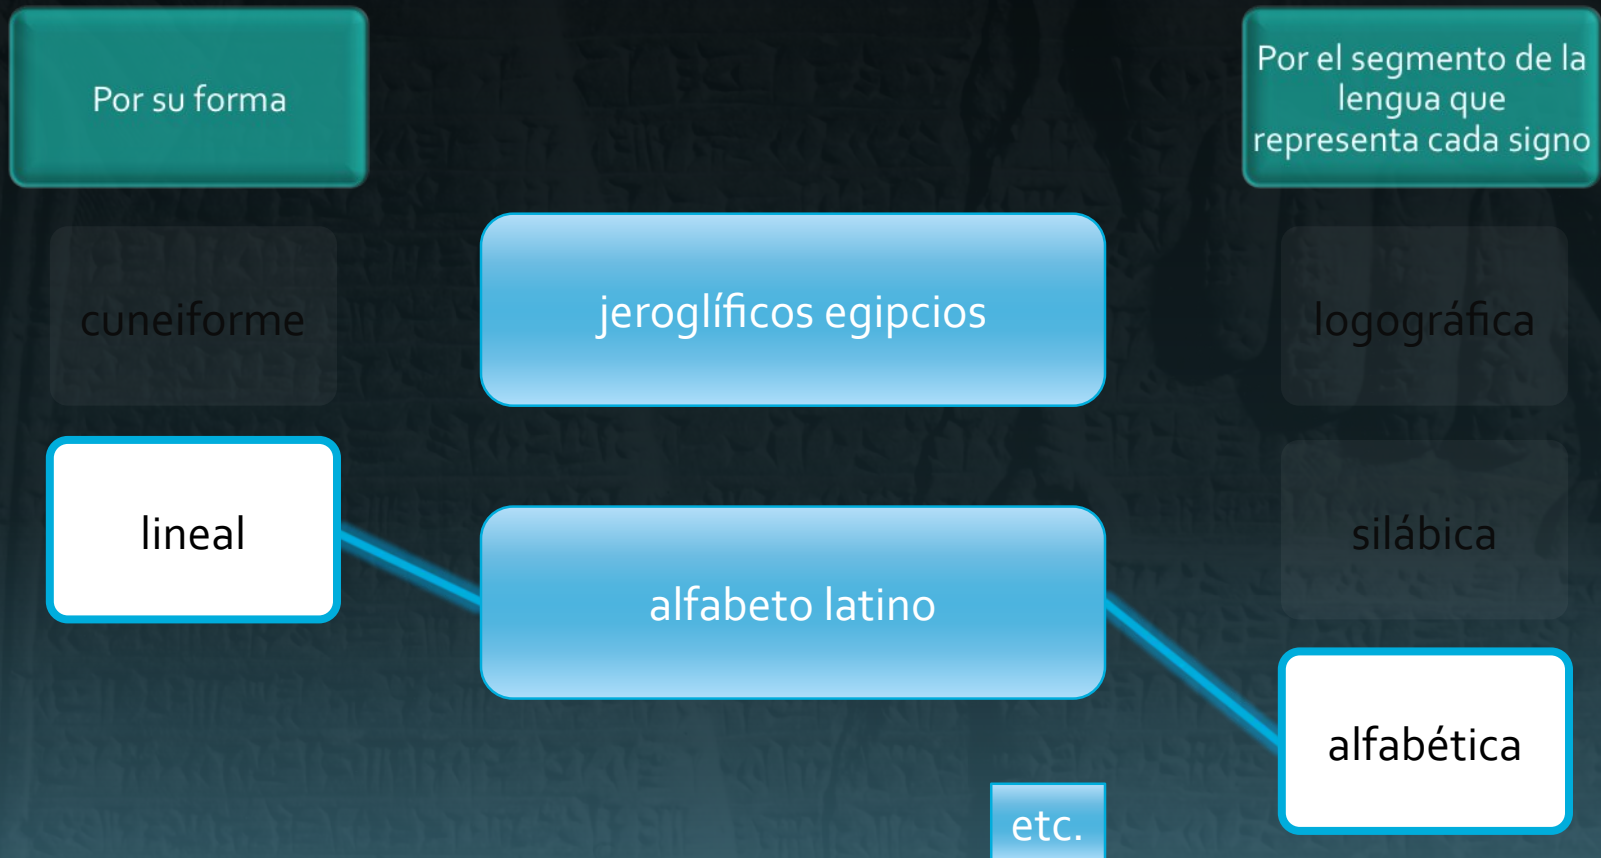 Por su forma
Por el segmento de la
lengua que
representa cada signo
cuneiforme
jeroglíficos egipcios
logográfica
lineal
silábica
alfabeto latino
alfabética
etc.